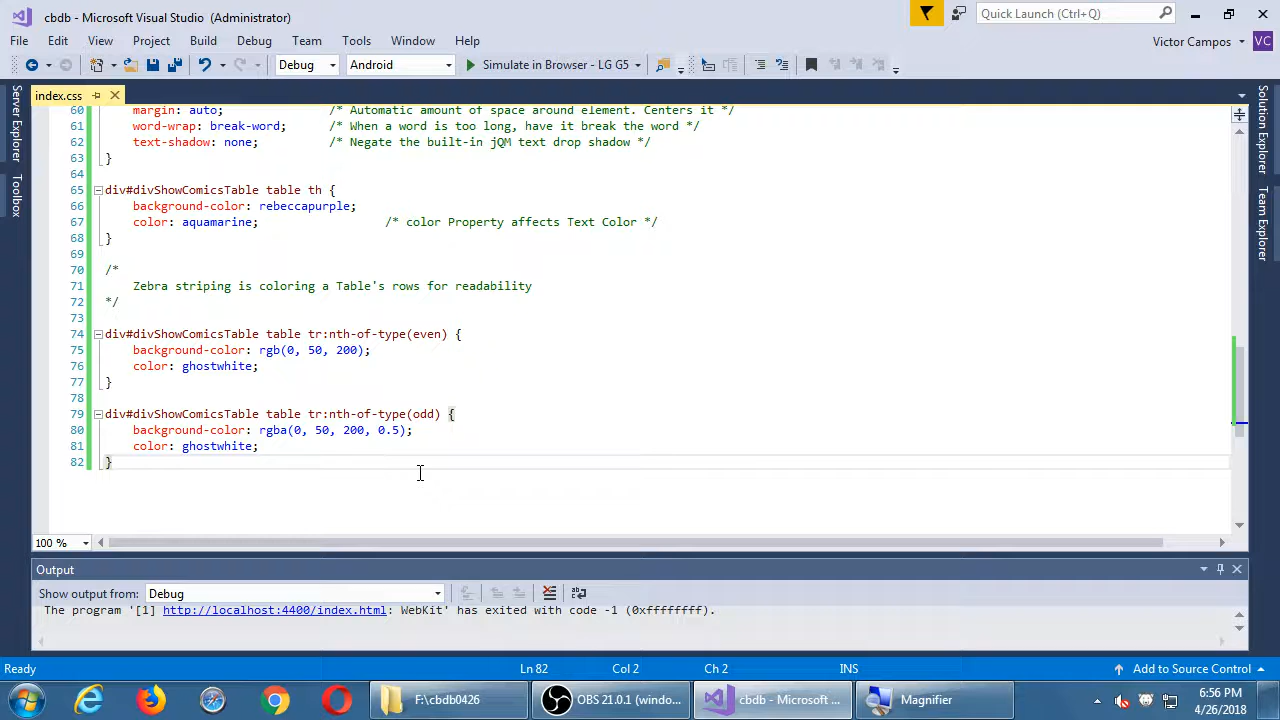 cbdb - Microsoft Visual Studio (Administrator)
Quick Launch (Ctrl+Q)
File Edit View Project Build Debug Team Tools Window Help
Victor Campos VC
Debug Android Simulate in Browser - LG G5
index.css
Server Explorer
Toolbox
Solution Explorer
Team Explorer
60 margin: auto; /* Automatic amount of space around element. Centers it */
61 word-wrap: break-word; /* When a word is too long, have it break the word */
62 text-shadow: none; /* Negate the built-in jQM text drop shadow */
63 }
64
65 div#divShowComicsTable table th {
66 background-color: rebeccapurple;
67 color: aquamarine; /* color Property affects Text Color */
68 }
69
70 /*
71 Zebra striping is coloring a Table's rows for readability
72 */
73
74 div#divShowComicsTable table tr:nth-of-type(even) {
75 background-color: rgb(0, 50, 200);
76 color: ghostwhite;
77 }
78
79 div#divShowComicsTable table tr:nth-of-type(odd) {
80 background-color: rgba(0, 50, 200, 0.5);
81 color: ghostwhite;
82 }
100 %
Output
Show output from: Debug
The program '[1] http://localhost:4400/index.html: WebKit' has exited with code -1 (0xffffffff).
Ready Ln 82 Col 2 Ch 2 INS Add to Source Control
F:\cbdb0426 OBS 21.0.1 (windo... cbdb - Microsoft ... Magnifier
6:56 PM
4/26/2018